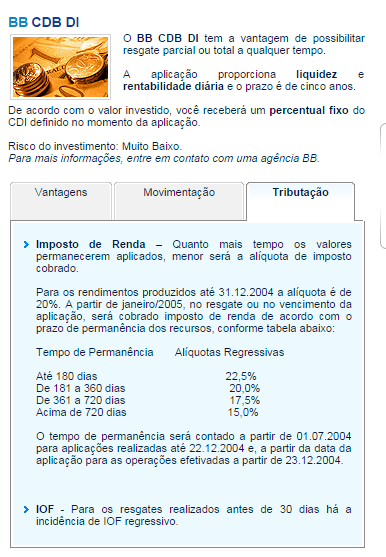 BB CDB DI
O BB CDB DI tem a vantagem de possibilitar
resgate parcial ou total a qualquer tempo.
A aplicação proporciona liquidez e
rentabilidade diária e o prazo é de cinco anos.
De acordo com o valor investido, você receberá um percentual fixo do
CDI definido no momento da aplicação.
Risco do investimento: Muito Baixo.
Para mais informações, entre em contato com uma agência BB.
Vantagens Movimentação Tributação
Imposto de Renda – Quanto mais tempo os valores
permanecerem aplicados, menor será a alíquota de imposto
cobrado.
Para os rendimentos produzidos até 31.12.2004 a alíquota é de
20%. A partir de janeiro/2005, no resgate ou no vencimento da
aplicação, será cobrado imposto de renda de acordo com o
prazo de permanência dos recursos, conforme tabela abaixo:
Tempo de Permanência Alíquotas Regressivas
Até 180 dias 22,5%
De 181 a 360 dias 20,0%
De 361 a 720 dias 17,5%
Acima de 720 dias 15,0%
O tempo de permanência será contado a partir de 01.07.2004
para aplicações realizadas até 22.12.2004 e, a partir da data da
aplicação para as operações efetivadas a partir de 23.12.2004.
IOF - Para os resgates realizados antes de 30 dias há a
incidência de IOF regressivo.